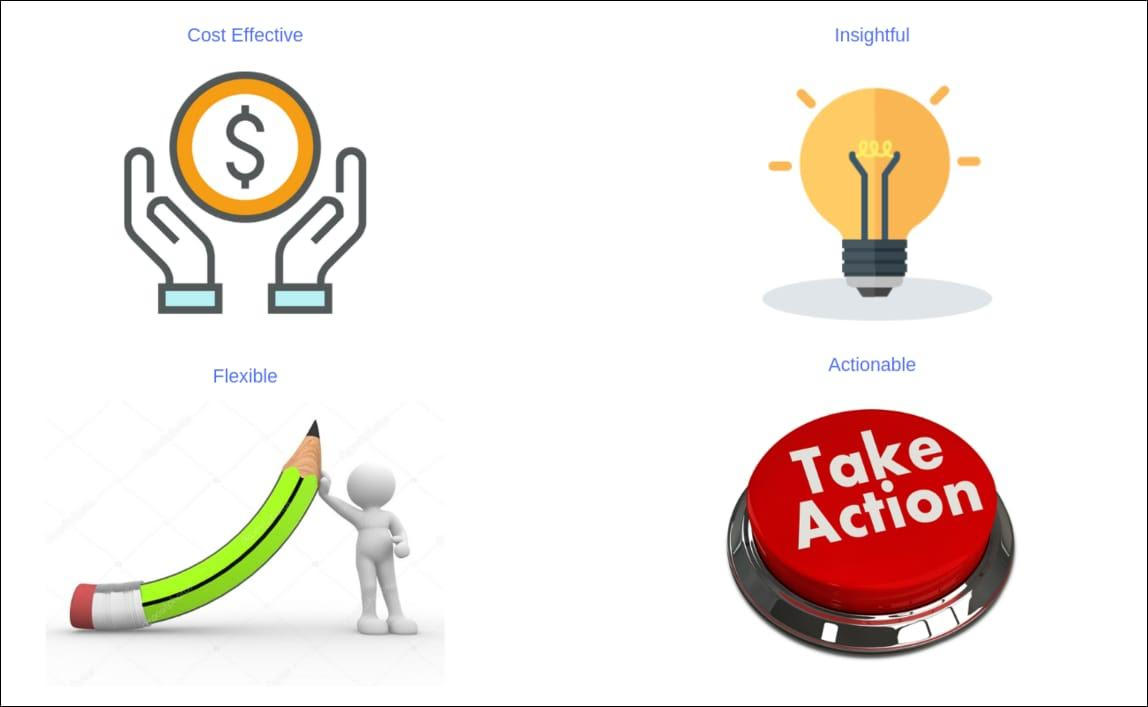 Cost Effective
Insightful
$
Flexible
Actionable
Take
Action